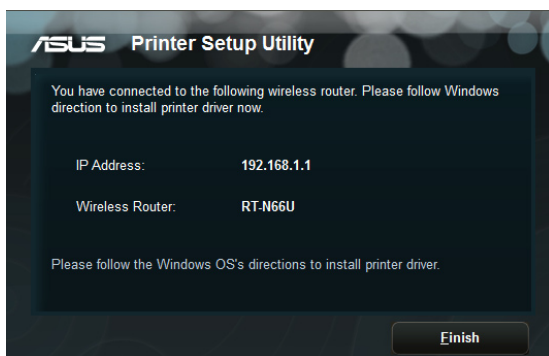 ASUS Printer Setup Utility
You have connected to the following wireless router. Please follow Windows
direction to install printer driver now.
IP Address: 192.168.1.1
Wireless Router: RT-N66U
Please follow the Windows OS's directions to install printer driver.
Finish